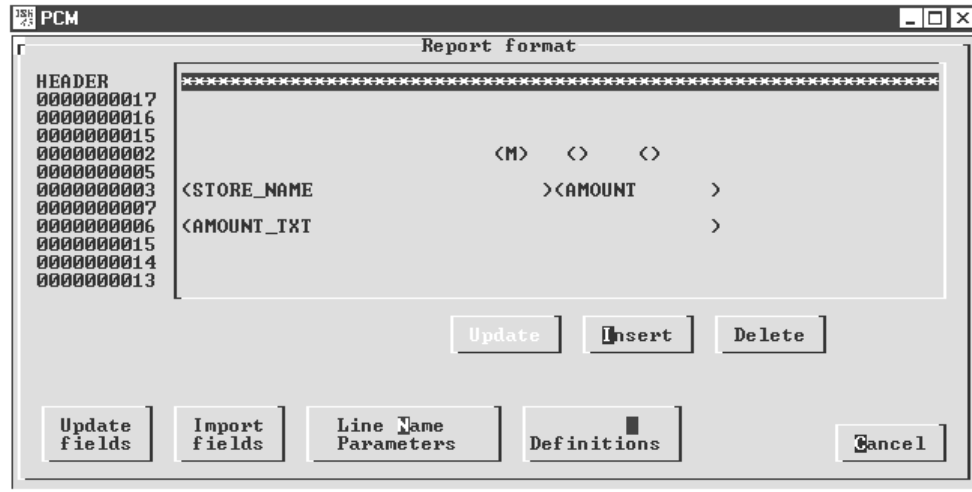 PCM
Report format
HEADER ***************************************************************
0000000017
0000000016
0000000015
0000000002 <M> <> <>
0000000005
0000000003 <STORE_NAME ><AMOUNT >
0000000007
0000000006 <AMOUNT_TXT >
0000000015
0000000014
0000000013
Update Insert Delete
Update fields
Import fields
Line Name Parameters
Definitions
Cancel